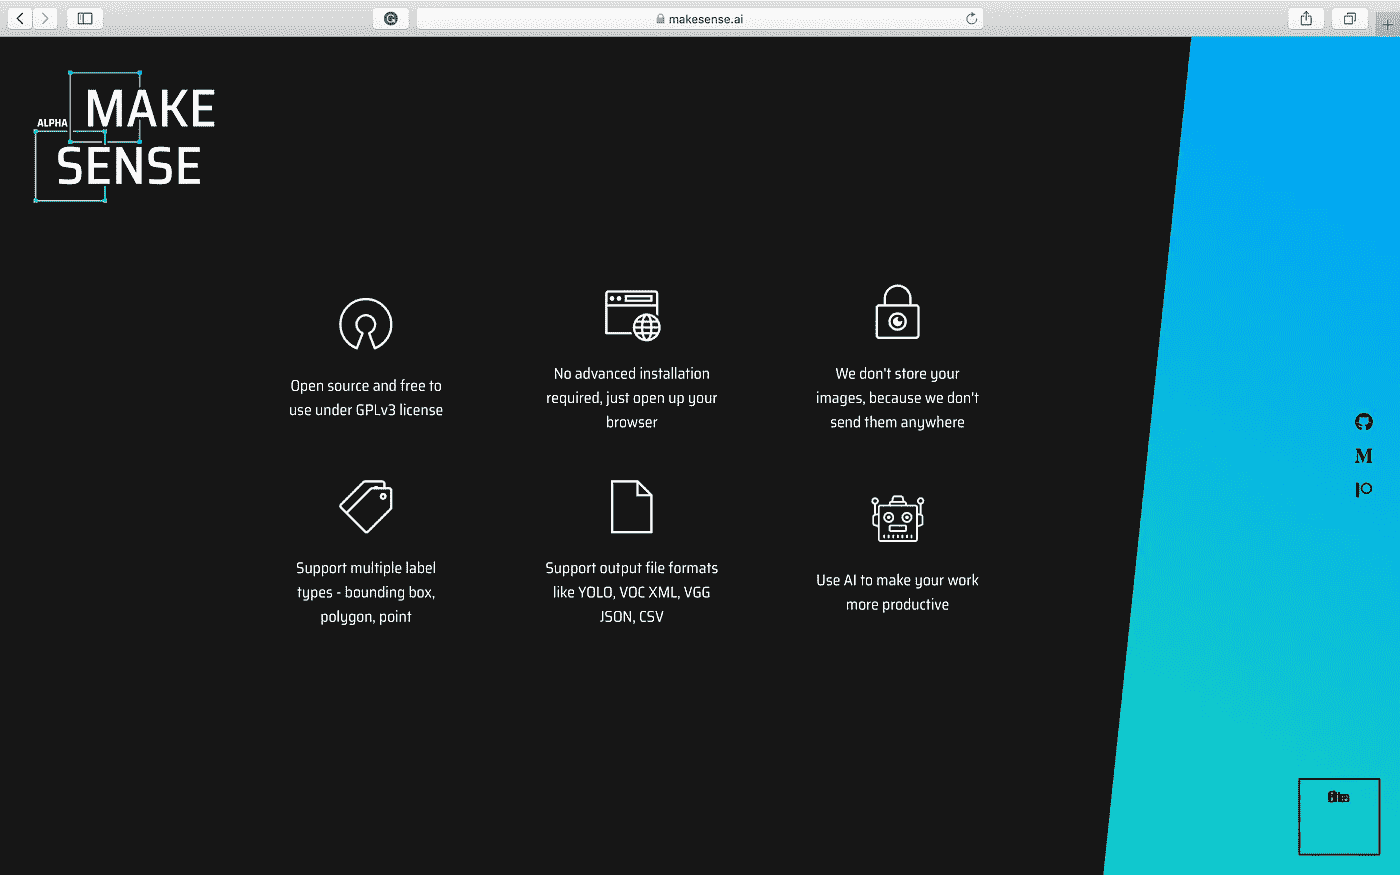 makesense.ai
MAKE
ALPHA
SENSE
Open source and free to
use under GPLv3 license
No advanced installation
required, just open up your
browser
We don't store your
images, because we don't
send them anywhere
Support multiple label
types - bounding box,
polygon, point
Support output file formats
like YOLO, VOC XML, VGG
JSON, CSV
Use AI to make your work
more productive